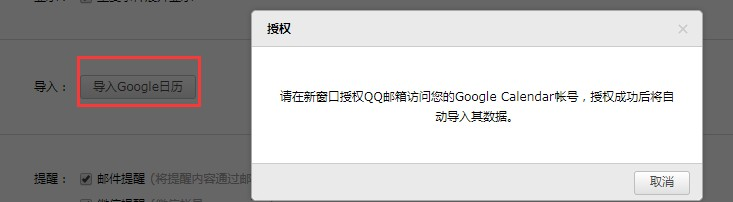 授权
导入： 导入Google日历
请在新窗口授权QQ邮箱访问您的Google Calendar帐号，授权成功后将自
动导入其数据。
提醒： 邮件提醒 (将提醒内容通过邮
取消